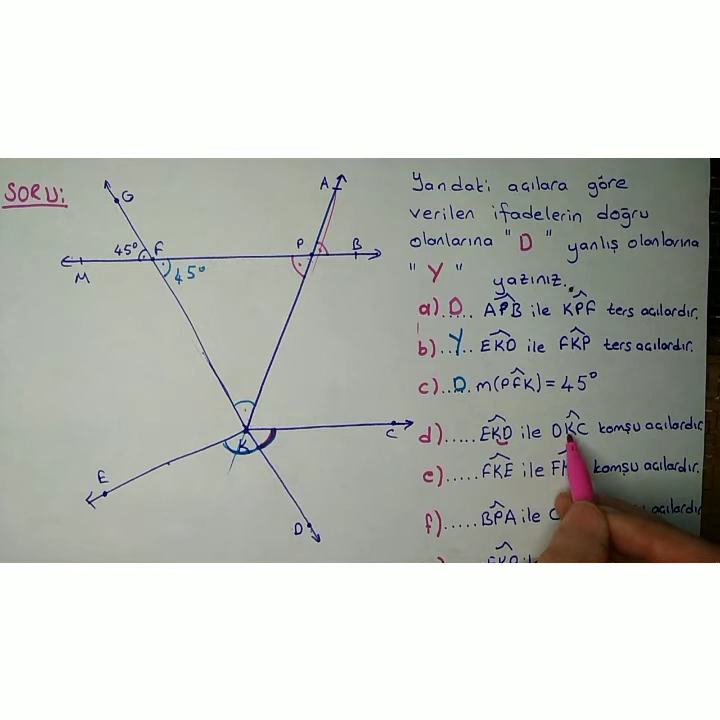 SORU:
G
A
45° F
P
B
M
45°
K
C
E
D
Yandaki açılara göre
verilen ifadelerin doğru
olanlarına "D" yanlış olanlarına
"Y" yazınız.
a) D APB ile KPF ters açılardır.
b) Y EKD ile FKP ters açılardır.
c) D m(PFK) = 45°
d)..... EKD ile DKC komşu açılardır
e)..... FKE ile komşu açılardır.
f)..... BPA ile açılardır